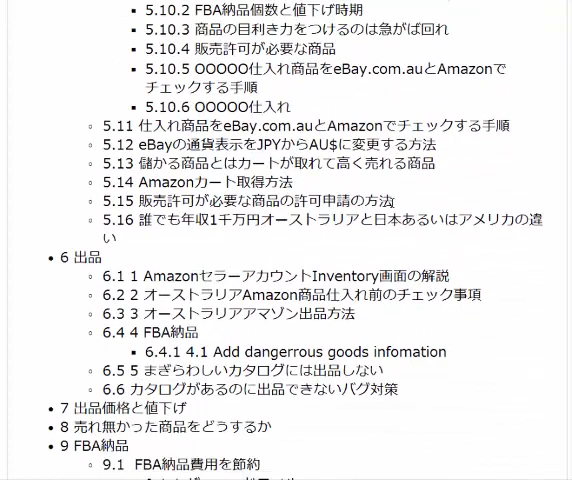 5.10.2 FBA納品個数と値下げ時期
5.10.3 商品の目利き力をつけるのは急がば回れ
5.10.4 販売許可が必要な商品
5.10.5 OOOOO仕入れ商品をeBay.com.auとAmazonで
チェックする手順
5.10.6 OOOOO仕入れ
5.11 仕入れ商品をeBay.com.auとAmazonでチェックする手順
5.12 eBayの通貨表示をJPYからAU$に変更する方法
5.13 儲かる商品とはカートが取れて高く売れる商品
5.14 Amazonカート取得方法
5.15 販売許可が必要な商品の許可申請の方法
5.16 誰でも年収1千万円オーストラリアと日本あるいはアメリカの違
い
6 出品
6.1 1 AmazonセラーアカウントInventory画面の解説
6.2 2 オーストラリアAmazon商品仕入れ前のチェック事項
6.3 3 オーストラリアアマゾン出品方法
6.4 4 FBA納品
6.4.1 4.1 Add dangerrous goods infomation
6.5 5 まぎらわしいカタログには出品しない
6.6 カタログがあるのに出品できないバグ対策
7 出品価格と値下げ
8 売れ無かった商品をどうするか
9 FBA納品
9.1 FBA納品費用を節約